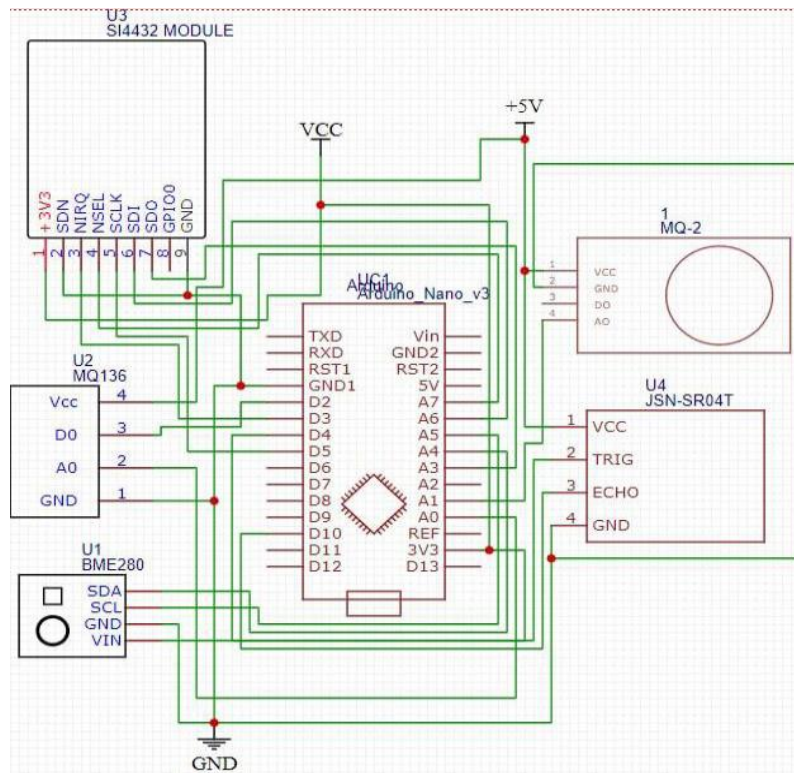 U3
SI4432 MODULE
+3V3
SDN
NIRQ
NSEL
SCLK
SDI
SDO
GPIO0
GND
1
2
3
4
5
6
7
8
9
VCC
+5V
1
MQ-2
1 VCC
2 GND
3 DO
4 AO
UC1
Arduino
Arduino_Nano_v3
TXD Vin
RXD GND2
RST1 RST2
GND1 5V
D2 A7
D3 A6
D4 A5
D5 A4
D6 A3
D7 A2
D8 A1
D9 A0
D10 REF
D11 3V3
D12 D13
U2
MQ136
Vcc 4
D0 3
A0 2
GND 1
U4
JSN-SR04T
1 VCC
2 TRIG
3 ECHO
4 GND
U1
BME280
SDA
SCL
GND
VIN
GND